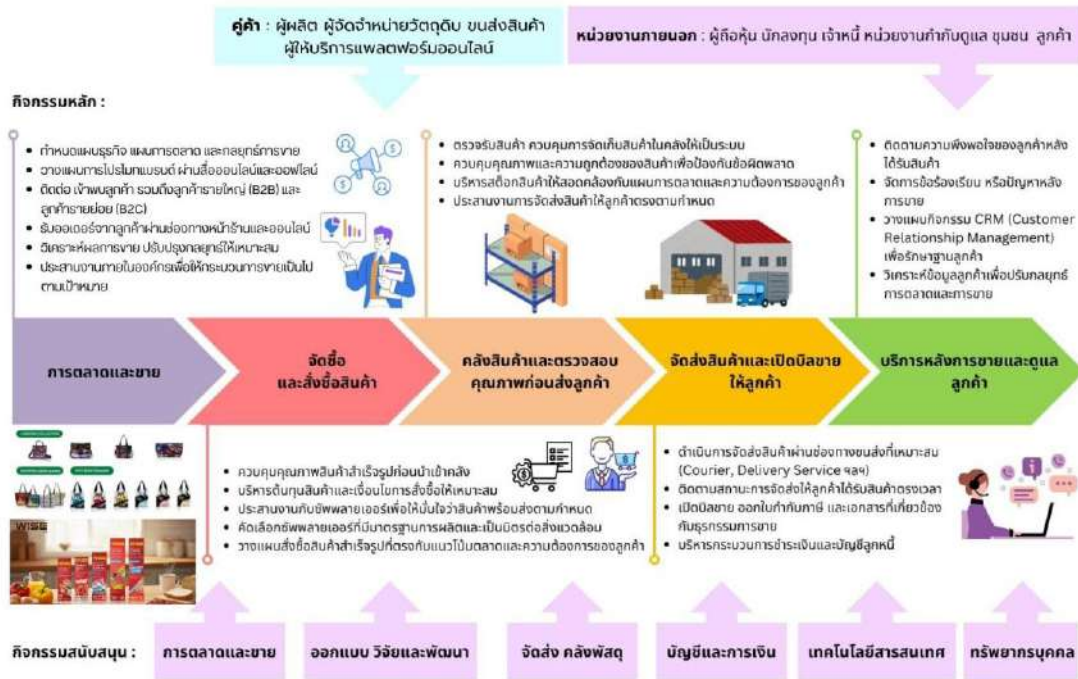 คู่ค้า : ผู้ผลิต ผู้จัดจำหน่ายวัตถุดิบ ขนส่งสินค้า
ผู้ให้บริการแพลตฟอร์มออนไลน์
หน่วยงานภายนอก : ผู้ถือหุ้น นักลงทุน เจ้าหนี้ หน่วยงานกำกับดูแล ชุมชน ลูกค้า
กิจกรรมหลัก :
• กำหนดแผนธุรกิจ แผนการตลาด และกลยุทธ์การขาย
• วางแผนการโปรโมทแบรนด์ ผ่านสื่อออนไลน์และออฟไลน์
• ติดต่อ เข้าพบลูกค้า รวมถึงลูกค้ารายใหญ่ (B2B) และ
ลูกค้ารายย่อย (B2C)
• รับออเดอร์จากลูกค้าผ่านช่องทางหน้าร้านและออนไลน์
• วิเคราะห์ผลการขาย ปรับปรุงกลยุทธ์ให้เหมาะสม
• ประสานงานภายในองค์กรเพื่อให้กระบวนการขายเป็นไป
ตามเป้าหมาย
• ตรวจรับสินค้า ควบคุมการจัดเก็บสินค้าในคลังให้เป็นระบบ
• ควบคุมคุณภาพและความถูกต้องของสินค้าเพื่อป้องกันข้อผิดพลาด
• บริหารสต็อกสินค้าให้สอดคล้องกับแผนการตลาดและความต้องการของลูกค้า
• ประสานงานการจัดส่งสินค้าให้ลูกค้าตรงตามกำหนด
• ติดตามความพึงพอใจของลูกค้าหลัง
ได้รับสินค้า
• จัดการข้อร้องเรียน หรือปัญหาหลัง
การขาย
• วางแผนกิจกรรม CRM (Customer
Relationship Management)
เพื่อรักษาฐานลูกค้า
• วิเคราะห์ข้อมูลลูกค้าเพื่อปรับกลยุทธ์
การตลาดและการขาย
การตลาดและขาย
จัดซื้อ
และสั่งซื้อสินค้า
คลังสินค้าและตรวจสอบ
คุณภาพก่อนส่งลูกค้า
จัดส่งสินค้าและเปิดบิลขาย
ให้ลูกค้า
บริการหลังการขายและดูแล
ลูกค้า
• ควบคุมคุณภาพสินค้าสำเร็จรูปก่อนนำเข้าคลัง
• บริหารต้นทุนสินค้าและเงื่อนไขการสั่งซื้อให้เหมาะสม
• ประสานงานกับซัพพลายเออร์เพื่อให้มั่นใจว่าสินค้าพร้อมส่งตามกำหนด
• คัดเลือกซัพพลายเออร์ที่มีมาตรฐานการผลิตและเป็นมิตรต่อสิ่งแวดล้อม
• วางแผนสั่งซื้อสินค้าสำเร็จรูปที่ตรงกับแนวโน้มตลาดและความต้องการของลูกค้า
• ดำเนินการจัดส่งสินค้าผ่านช่องทางขนส่งที่เหมาะสม
(Courier, Delivery Service ฯลฯ)
• ติดตามสถานะการจัดส่งให้ลูกค้าได้รับสินค้าตรงเวลา
• เปิดบิลขาย ออกใบกำกับภาษี และเอกสารที่เกี่ยวข้อง
กับธุรกรรมการขาย
• บริหารกระบวนการชำระเงินและบัญชีลูกหนี้
กิจกรรมสนับสนุน :
การตลาดและขาย
ออกแบบ วิจัยและพัฒนา
จัดส่ง คลังพัสดุ
บัญชีและการเงิน
เทคโนโลยีสารสนเทศ
ทรัพยากรบุคคล